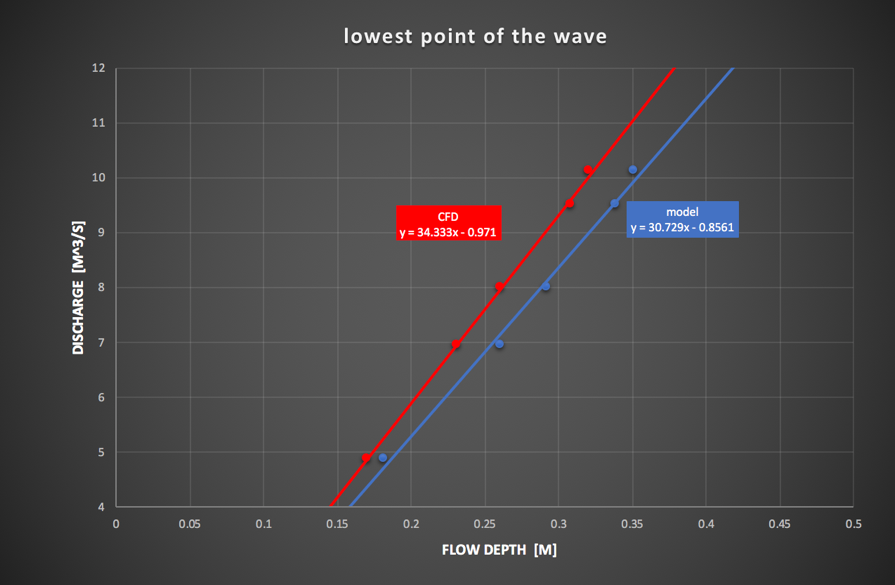 lowest point of the wave
12
11
10
9
8
7
6
5
4
DISCHARGE [M^3/S]
CFD
y = 34.333x - 0.971
model
y = 30.729x - 0.8561
0 0.05 0.1 0.15 0.2 0.25 0.3 0.35 0.4 0.45 0.5
FLOW DEPTH [M]